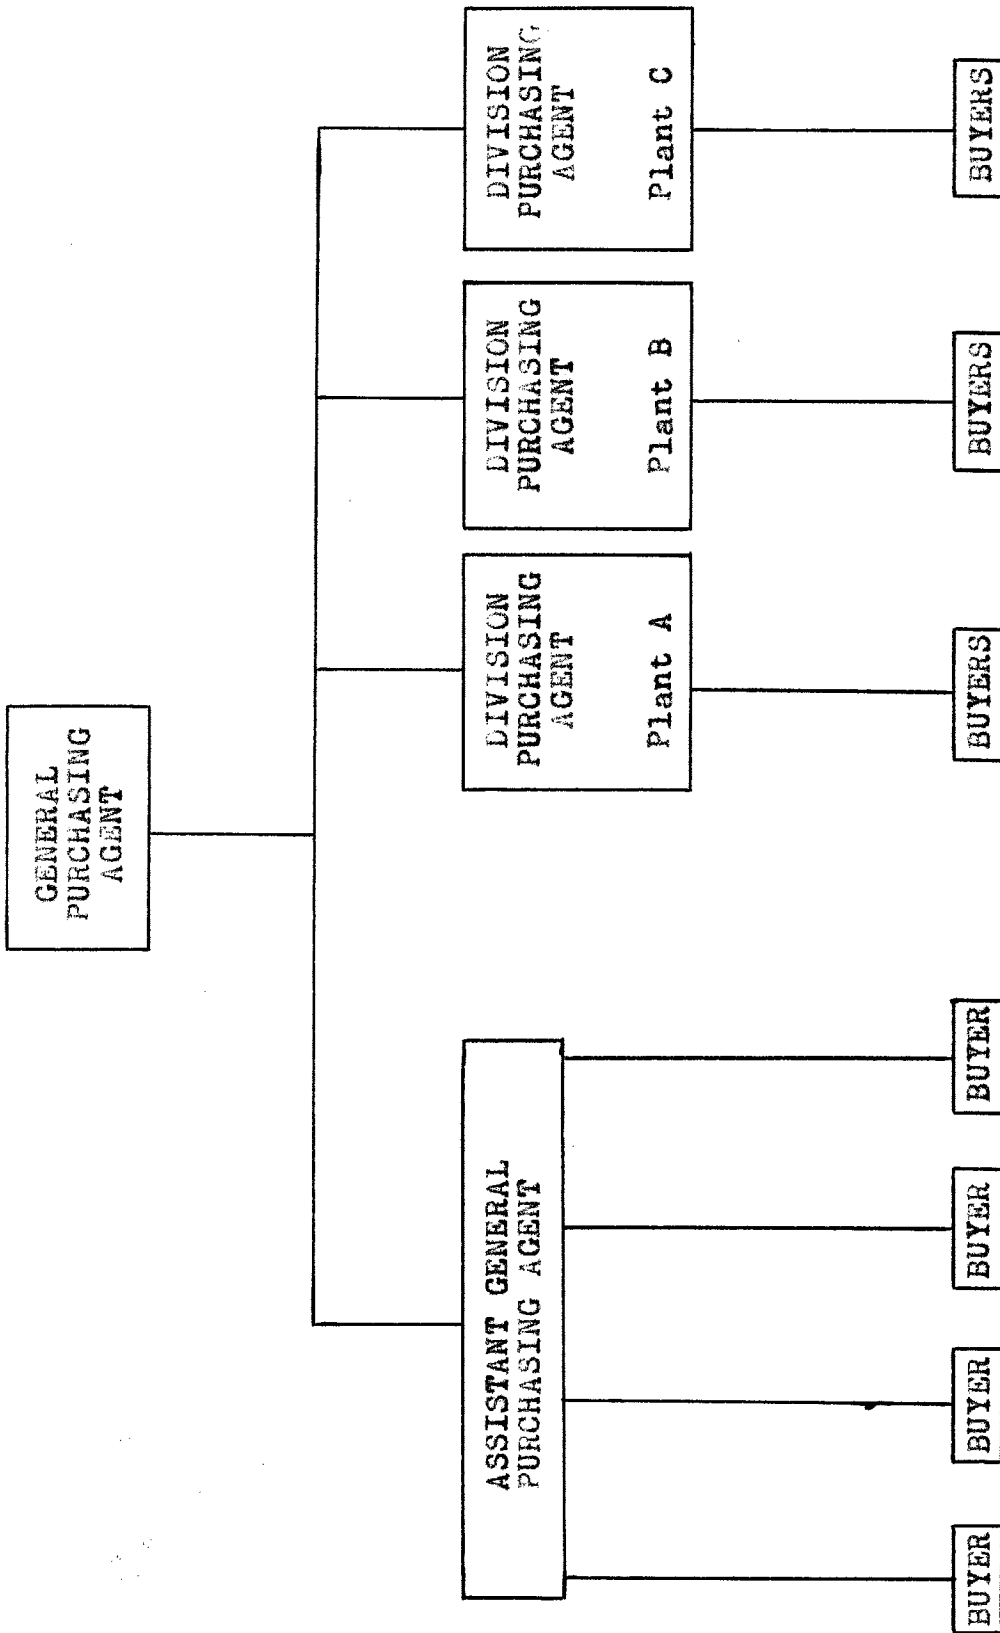 GENERAL
PURCHASING
AGENT
ASSISTANT GENERAL
PURCHASING AGENT
DIVISION
PURCHASING
AGENT
Plant A
DIVISION
PURCHASING
AGENT
Plant B
DIVISION
PURCHASING
AGENT
Plant C
BUYER
BUYER
BUYER
BUYER
BUYERS
BUYERS
BUYERS